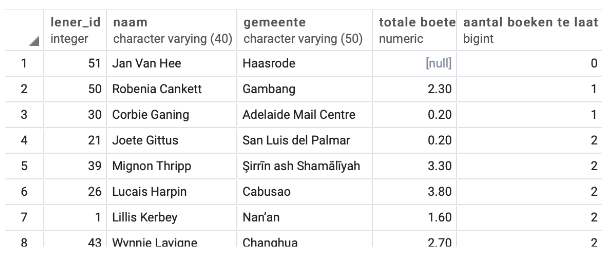 lener_id naam gemeente totale boete aantal boeken te laat
integer character varying (40) character varying (50) numeric bigint
1 51 Jan Van Hee Haasrode [null] 0
2 50 Robenia Cankett Gambang 2.30 1
3 30 Corbie Ganing Adelaide Mail Centre 0.20 1
4 21 Joete Gittus San Luis del Palmar 0.20 2
5 39 Mignon Thripp Şirrīn ash Shamālīyah 3.30 2
6 26 Lucais Harpin Cabusao 3.80 2
7 1 Lillis Kerbey Nan’an 1.60 2
8 43 Wynnie Lavigne Changhua 2.70 2